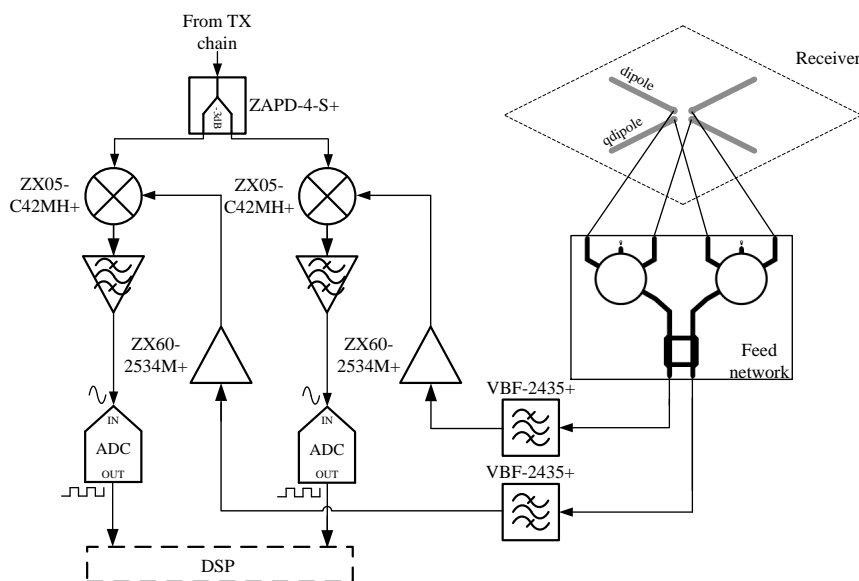 From TX
chain
ZAPD-4-S+
-3dB
Receiver
dipole
qdipole
ZX05-
C42MH+
ZX05-
C42MH+
ZX60-
2534M+
ZX60-
2534M+
Feed
network
VBF-2435+
VBF-2435+
IN
ADC
OUT
IN
ADC
OUT
DSP